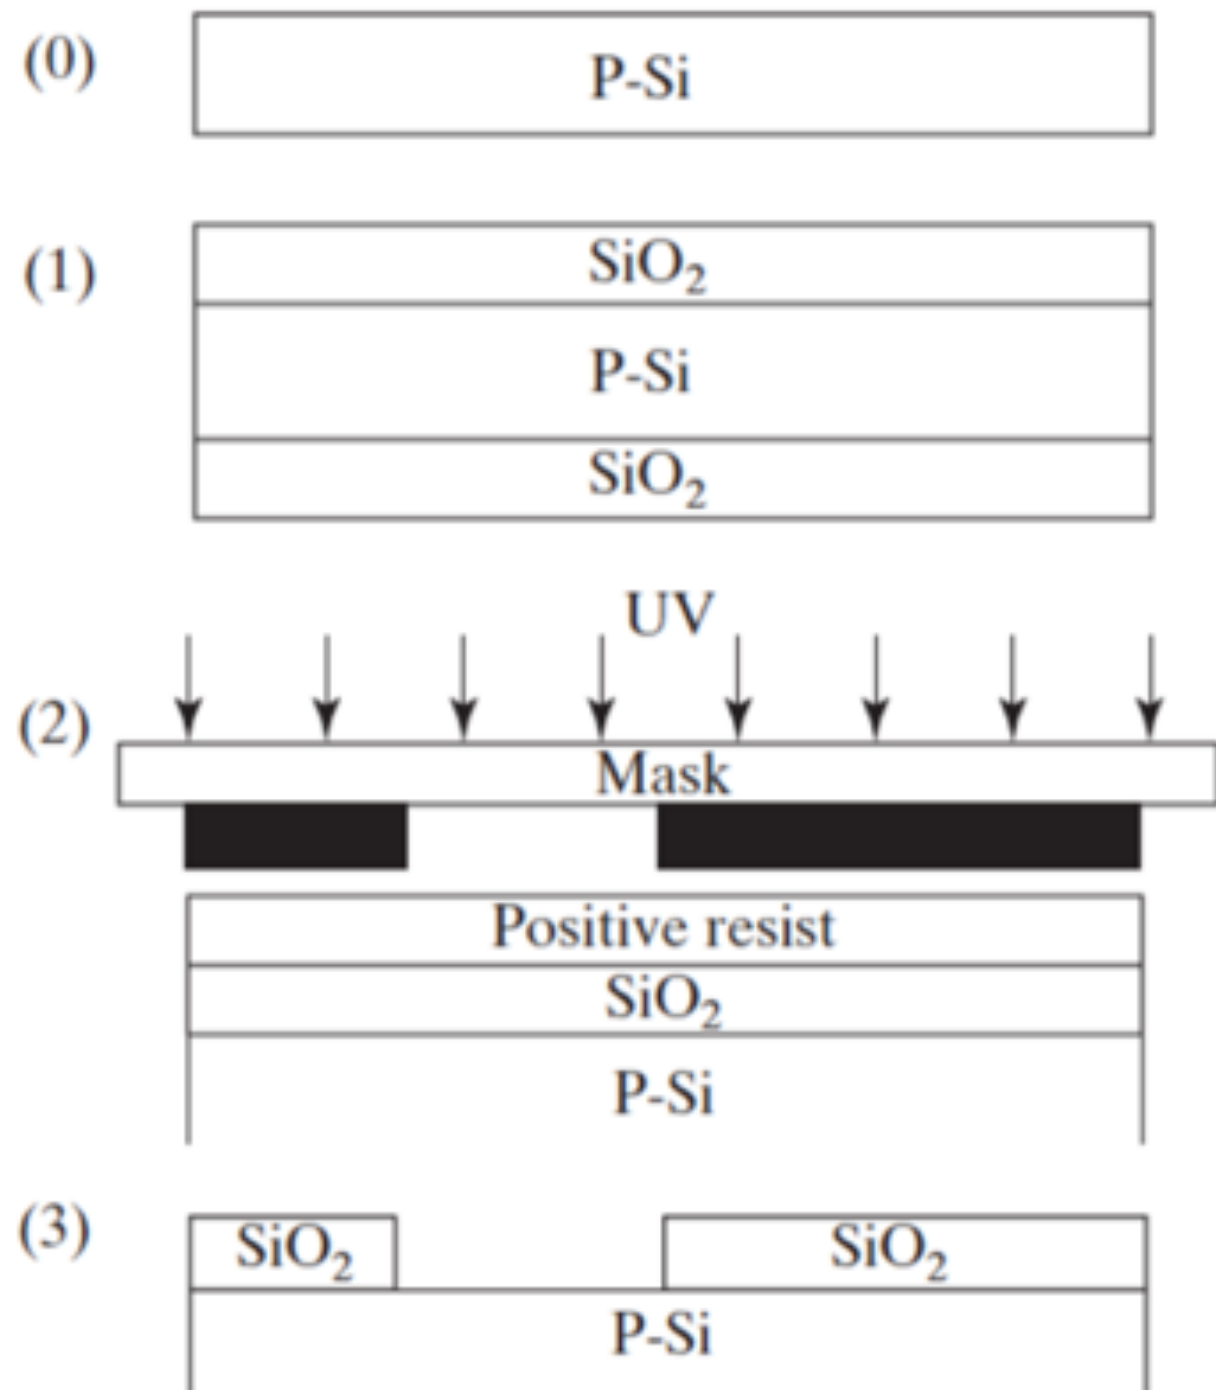 (0)
P-Si
(1)
SiO₂
P-Si
SiO₂
UV
(2)
Mask
Positive resist
SiO₂
P-Si
(3)
SiO₂ SiO₂
P-Si